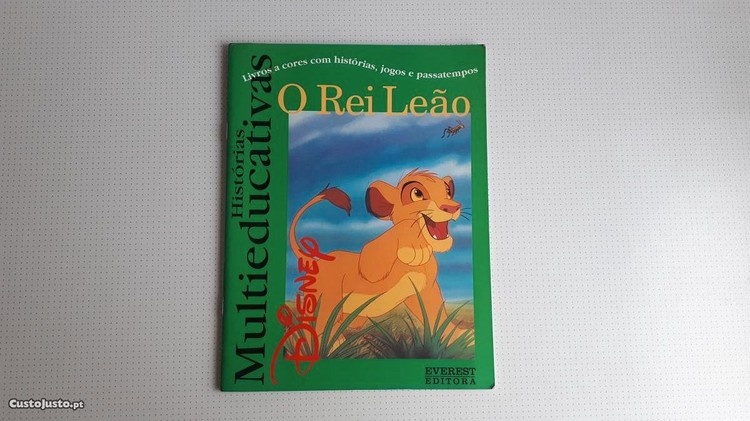 Livros a cores com histórias, jogos e passatempos
O Rei Leão
Histórias
Multieducativas
DISNEY
EVEREST
EDITORA
CustoJusto.pt